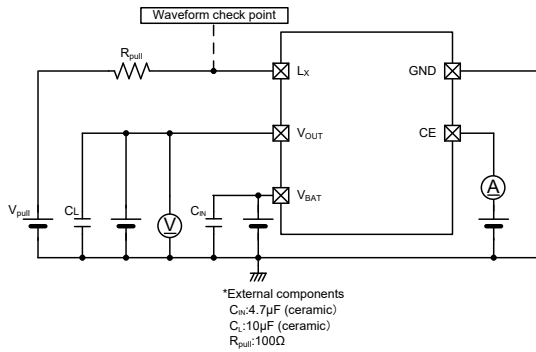 Waveform check point
Rpull
LX
GND
VOUT
CE
VBAT
Vpull
CL
V
CIN
A
*External components
CIN:4.7μF (ceramic)
CL:10μF (ceramic)
Rpull:100Ω